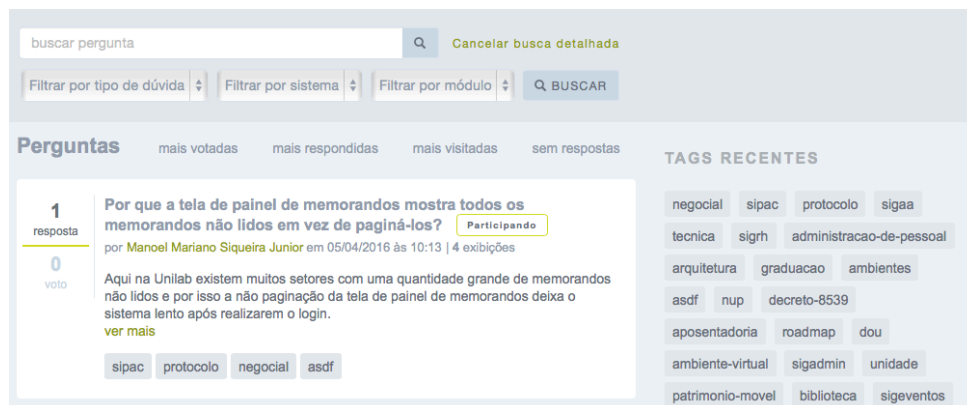 buscar pergunta
Cancelar busca detalhada
Filtrar por tipo de dúvida
Filtrar por sistema
Filtrar por módulo
BUSCAR
Perguntas
mais votadas
mais respondidas
mais visitadas
sem respostas
1
resposta
0
voto
Por que a tela de painel de memorandos mostra todos os
memorandos não lidos em vez de paginá-los? Participando
por Manoel Mariano Siqueira Junior em 05/04/2016 às 10:13 | 4 exibições
Aqui na Unilab existem muitos setores com uma quantidade grande de memorandos
não lidos e por isso a não paginação da tela de painel de memorandos deixa o
sistema lento após realizarem o login.
ver mais
sipac protocolo negocial asdf
TAGS RECENTES
negocial sipac protocolo sigaa
tecnica sigrh administracao-de-pessoal
arquitetura graduacao ambientes
asdf nup decreto-8539
aposentadoria roadmap dou
ambiente-virtual sigadmin unidade
patrimonio-movel biblioteca sigeventos